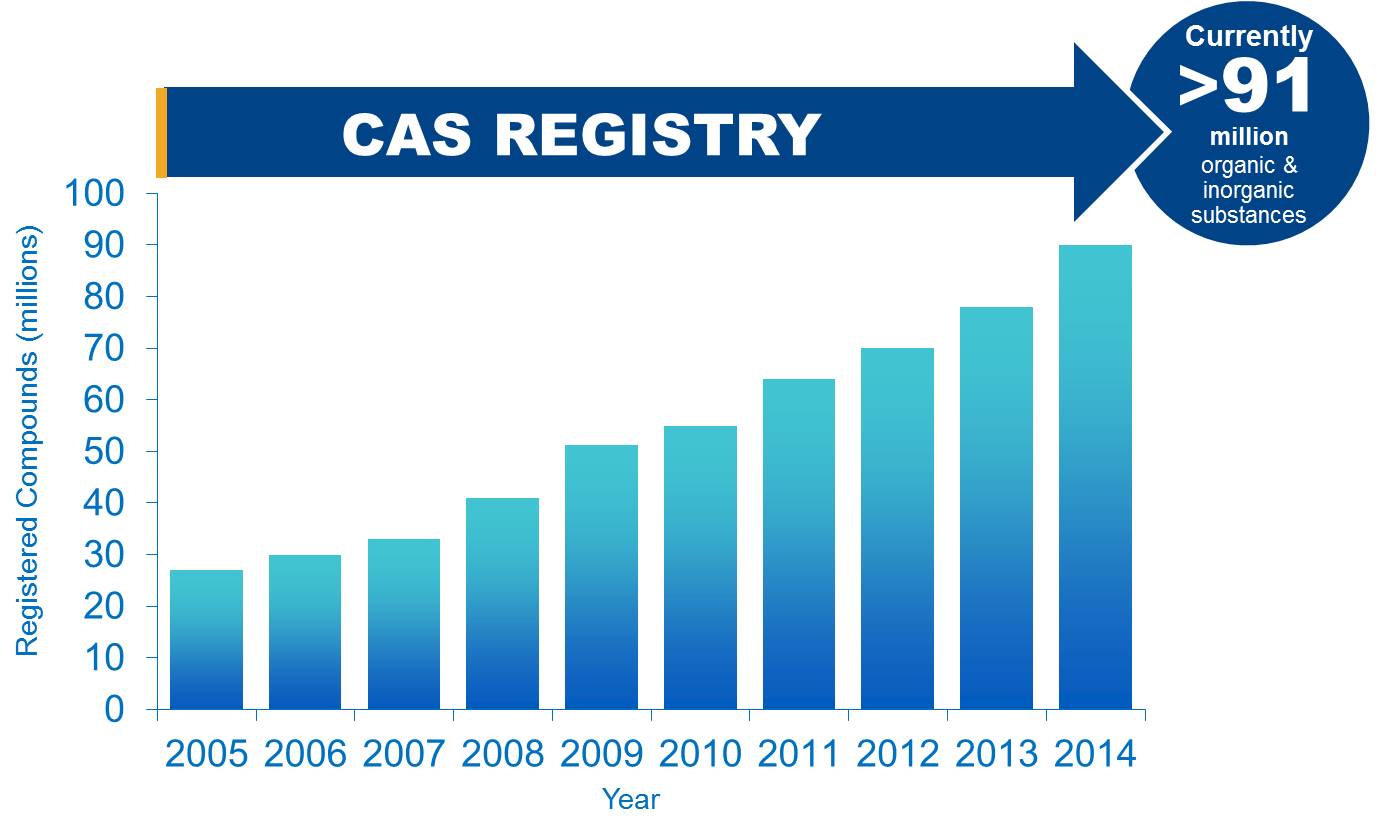 Currently
>91
million
organic &
inorganic
substances
CAS REGISTRY
Registered Compounds (millions)
100
90
80
70
60
50
40
30
20
10
0
2005 2006 2007 2008 2009 2010 2011 2012 2013 2014
Year